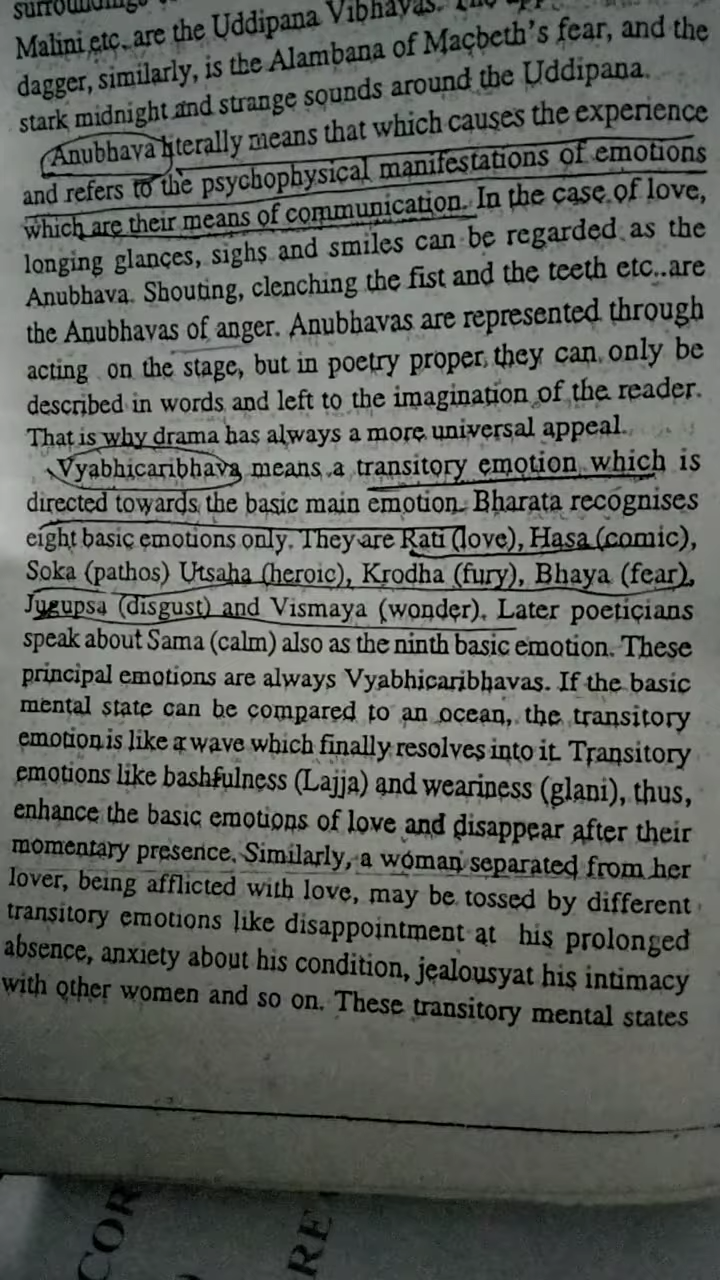 surroundings
Malini etc. are the Uddipana Vibhavas. The
dagger, similarly, is the Alambana of Macbeth's fear, and the
stark midnight and strange sounds around the Uddipana.
Anubhava literally means that which causes the experience
and refers to the psychophysical manifestations of emotions
which are their means of communication. In the case of love,
longing glances, sighs and smiles can be regarded as the
Anubhava. Shouting, clenching the fist and the teeth etc..are
the Anubhavas of anger. Anubhavas are represented through
acting on the stage, but in poetry proper, they can only be
described in words and left to the imagination of the reader.
That is why drama has always a more universal appeal.
Vyabhicaribhava means a transitory emotion which is
directed towards the basic main emotion. Bharata recognises
eight basic emotions only. They are Rati (love), Hasa (comic),
Soka (pathos) Utsaha (heroic), Krodha (fury), Bhaya (fear),
Jugupsa (disgust) and Vismaya (wonder). Later poeticians
speak about Sama (calm) also as the ninth basic emotion. These
principal emotions are always Vyabhicaribhavas. If the basic
mental state can be compared to an ocean, the transitory
emotion is like a wave which finally resolves into it. Transitory
emotions like bashfulness (Lajja) and weariness (glani), thus,
enhance the basic emotions of love and disappear after their
momentary presence. Similarly, a woman separated from her
lover, being afflicted with love, may be tossed by different
transitory emotions like disappointment at his prolonged
absence, anxiety about his condition, jealousyat his intimacy
with other women and so on. These transitory mental states
COR
RE